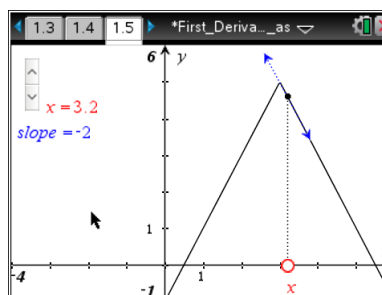 1.3 1.4 1.5 *First_Deriva…_as
6 y
x=3.2
slope =-2
1
-4 1 x
-1